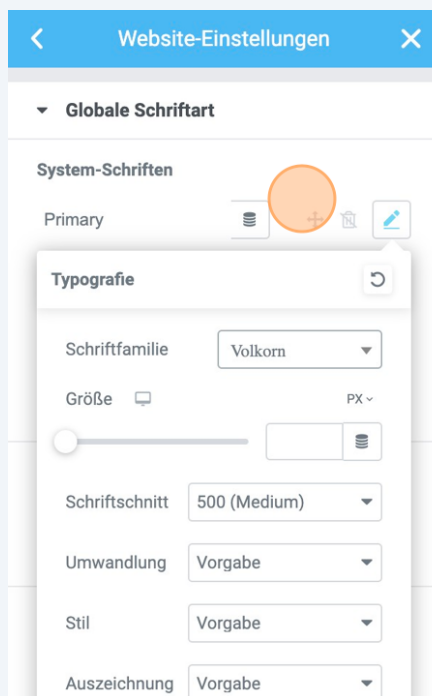 Website-Einstellungen
Globale Schriftart
System-Schriften
Primary
Typografie
Schriftfamilie Volkorn
Größe PX
Schriftschnitt 500 (Medium)
Umwandlung Vorgabe
Stil Vorgabe
Auszeichnung Vorgabe